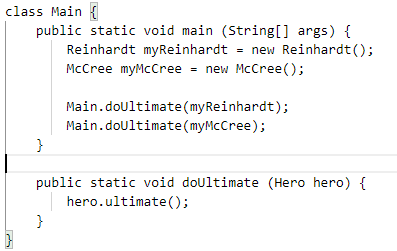 class Main {
    public static void main (String[] args) {
        Reinhardt myReinhardt = new Reinhardt();
        McCree myMcCree = new McCree();

        Main.doUltimate(myReinhardt);
        Main.doUltimate(myMcCree);
    }

    public static void doUltimate (Hero hero) {
        hero.ultimate();
    }
}